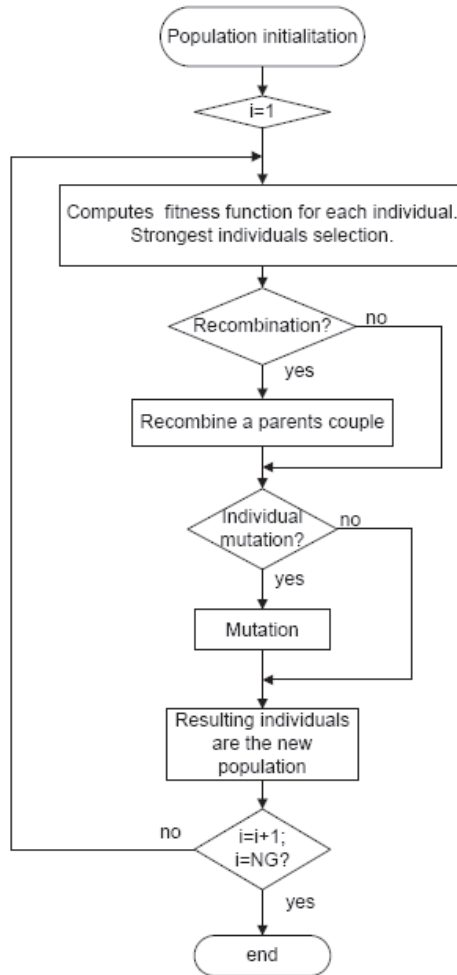 Population initialitation
i=1
Computes fitness function for each individual.
Strongest individuals selection.
Recombination?
no
yes
Recombine a parents couple
Individual
mutation?
no
yes
Mutation
Resulting individuals
are the new
population
no
i=i+1;
i=NG?
yes
end